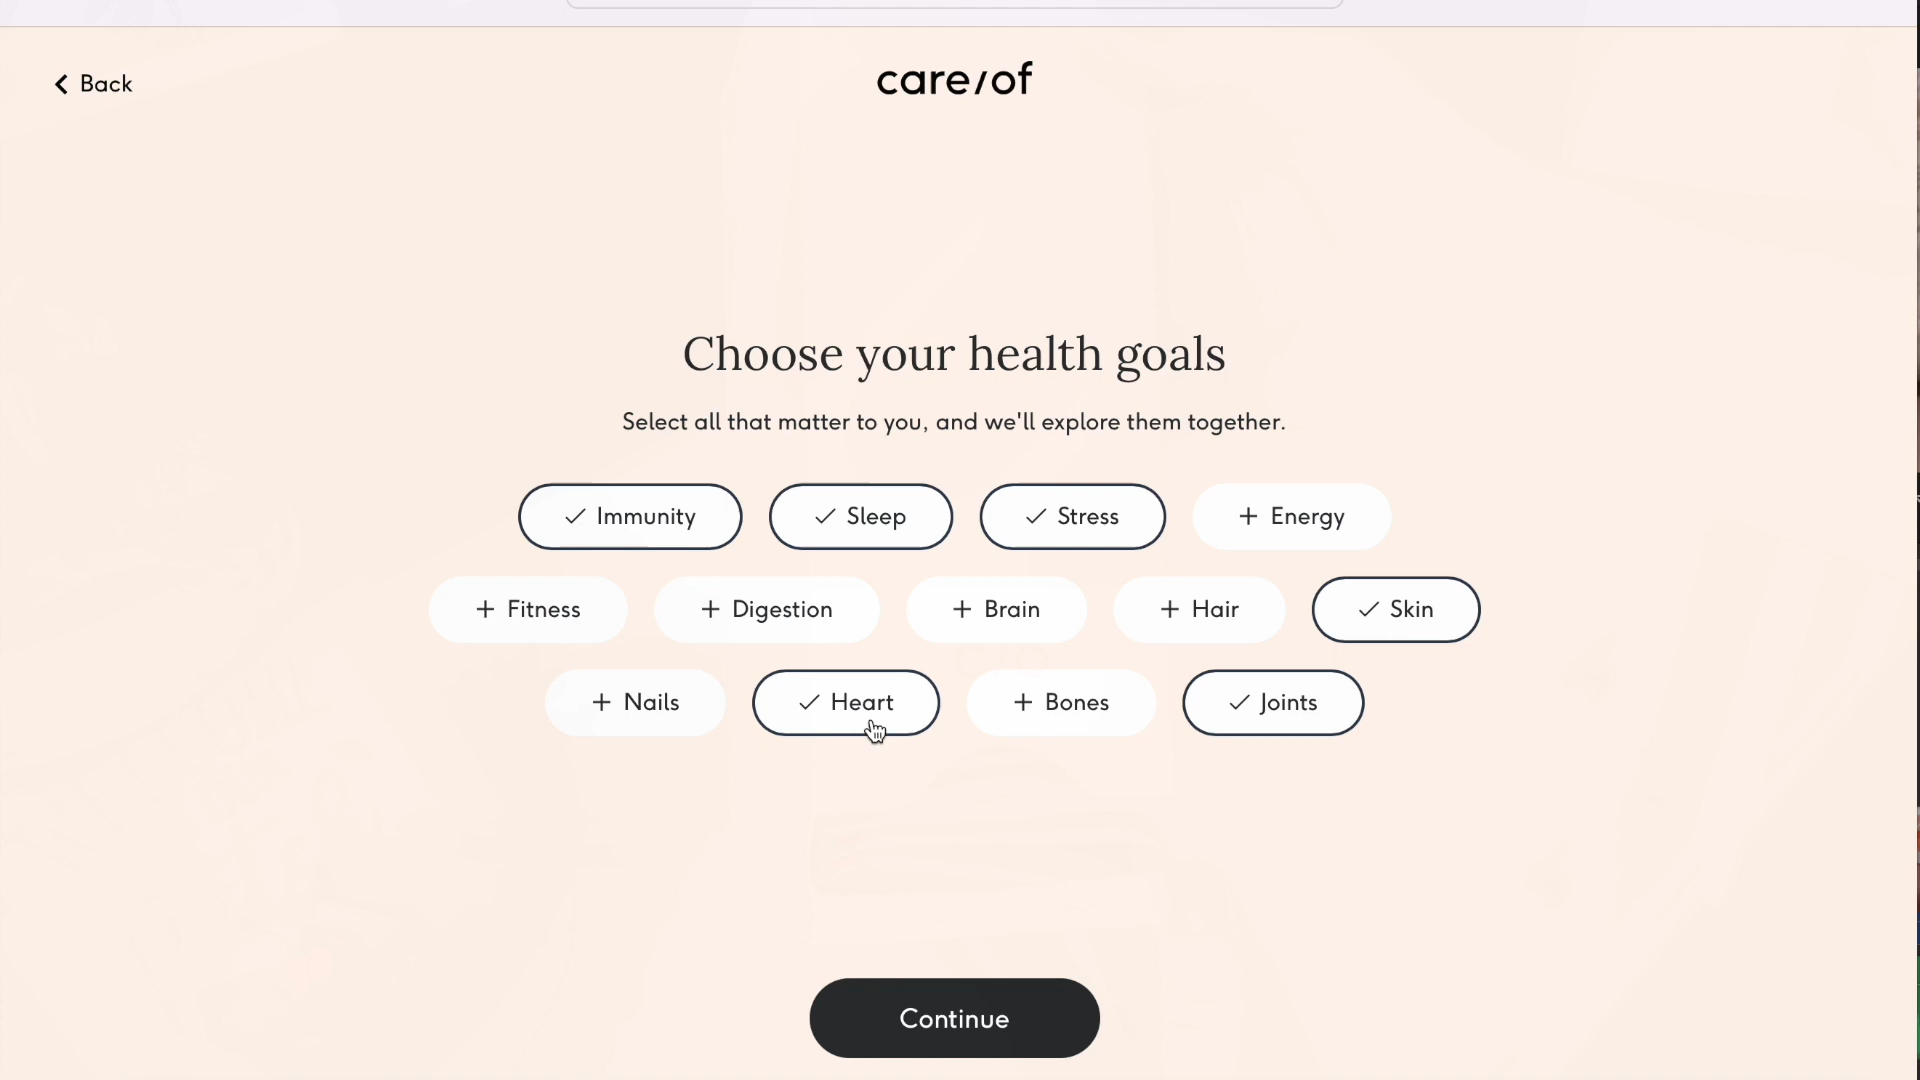 Back
care/of
Choose your health goals
Select all that matter to you, and we'll explore them together.
Immunity Sleep Stress + Energy
+ Fitness + Digestion + Brain + Hair Skin
+ Nails Heart + Bones Joints
Continue